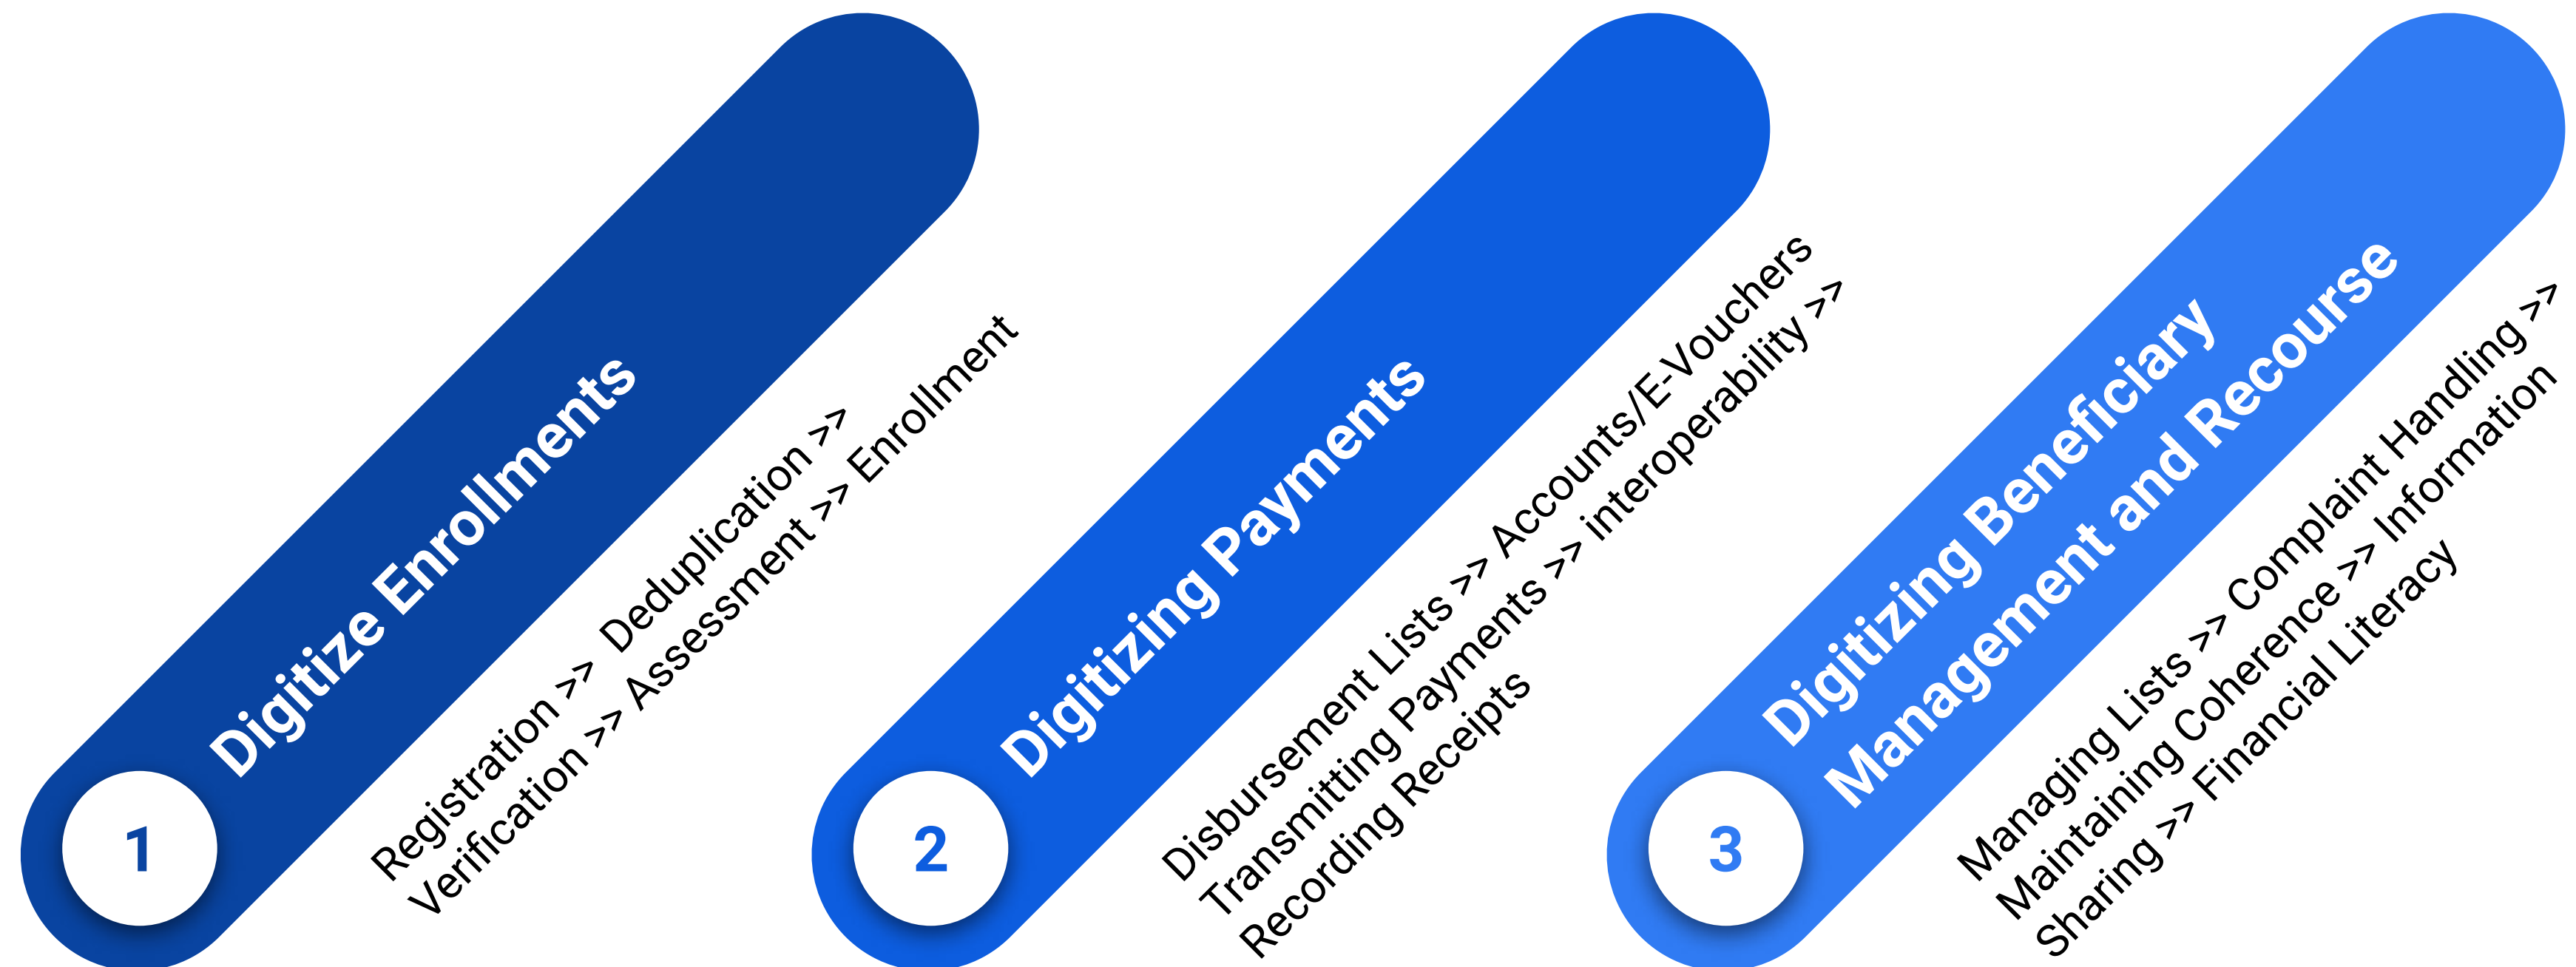 1
Digitize Enrollments
Registration >> Deduplication >>
Verification >> Assessment >> Enrollment
2
Digitizing Payments
Disbursement Lists >> Accounts/E-Vouchers
Transmitting Payments >> interoperability >>
Recording Receipts
3
Digitizing Beneficiary
Management and Recourse
Managing Lists >> Complaint Handling >>
Maintaining Coherence >> Information
Sharing >> Financial Literacy